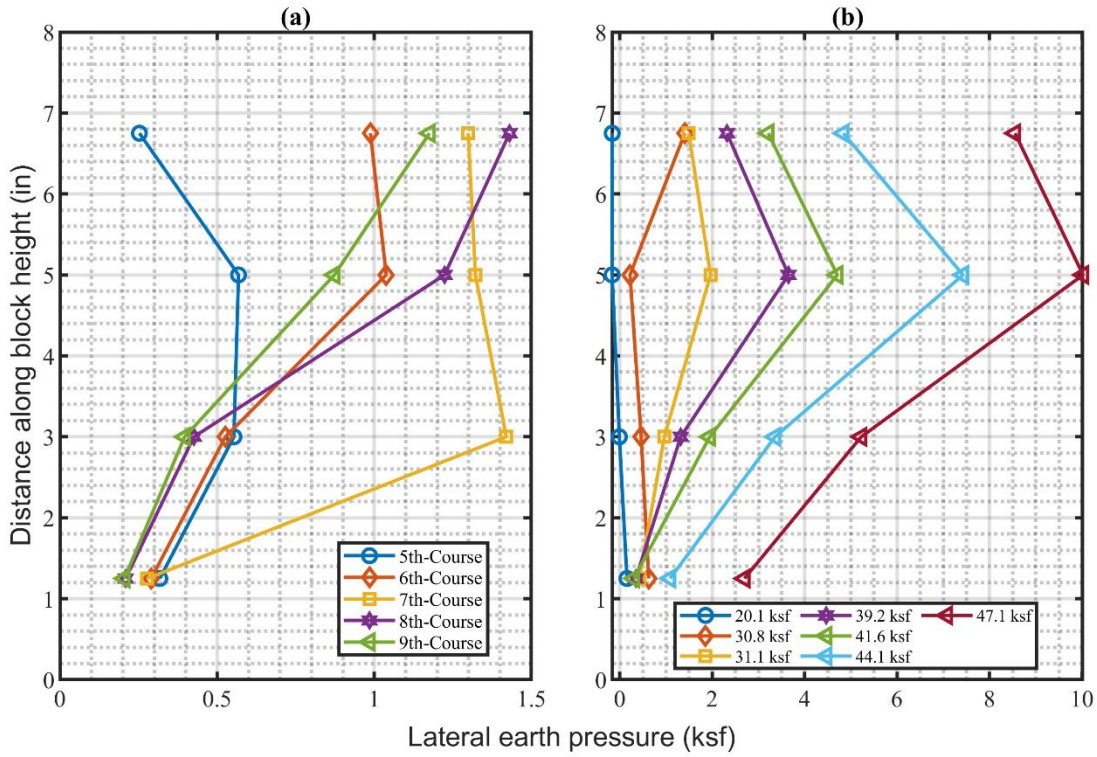 (a)
(b)
8
7
6
5
4
3
2
1
0
0
0.5
1
1.5
8
7
6
5
4
3
2
1
0
0
2
4
6
8
10
Distance along block height (in)
Lateral earth pressure (ksf)
5th-Course
6th-Course
7th-Course
8th-Course
9th-Course
20.1 ksf
30.8 ksf
31.1 ksf
39.2 ksf
41.6 ksf
44.1 ksf
47.1 ksf